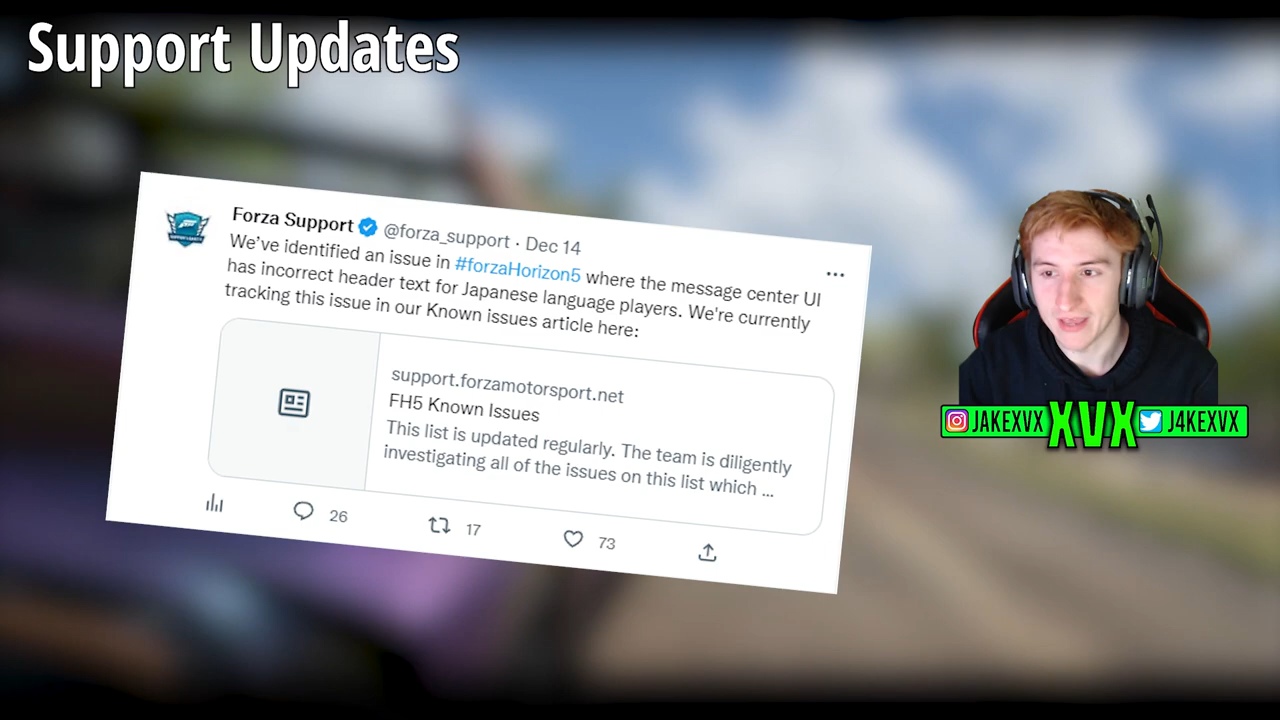 Support Updates
Forza Support @forza_support · Dec 14
We've identified an issue in #forzaHorizon5 where the message center UI
has incorrect header text for Japanese language players. We're currently
tracking this issue in our Known issues article here:
support.forzamotorsport.net
FH5 Known Issues
This list is updated regularly. The team is diligently
investigating all of the issues on this list which ...
26 17 73
JAKEXVX XVX J4KEXVX